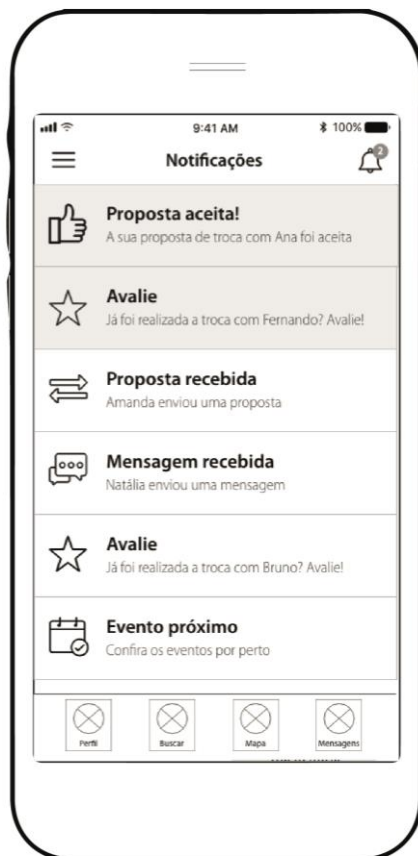 9:41 AM
100%
Notificações
2
Proposta aceita!
A sua proposta de troca com Ana foi aceita
Avalie
Já foi realizada a troca com Fernando? Avalie!
Proposta recebida
Amanda enviou uma proposta
Mensagem recebida
Natália enviou uma mensagem
Avalie
Já foi realizada a troca com Bruno? Avalie!
Evento próximo
Confira os eventos por perto
Perfil
Buscar
Mapa
Mensagens